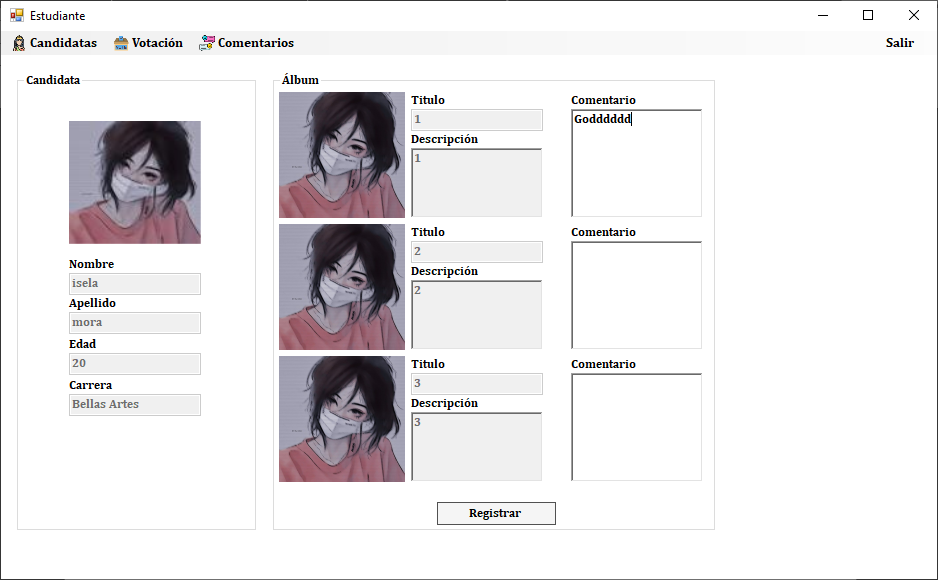 Estudiante
Candidatas Votación Comentarios Salir
Candidata
Nombre
isela
Apellido
mora
Edad
20
Carrera
Bellas Artes
Álbum
Titulo
1
Descripción
1
Comentario
Godddddd
Titulo
2
Descripción
2
Comentario
Titulo
3
Descripción
3
Comentario
Registrar